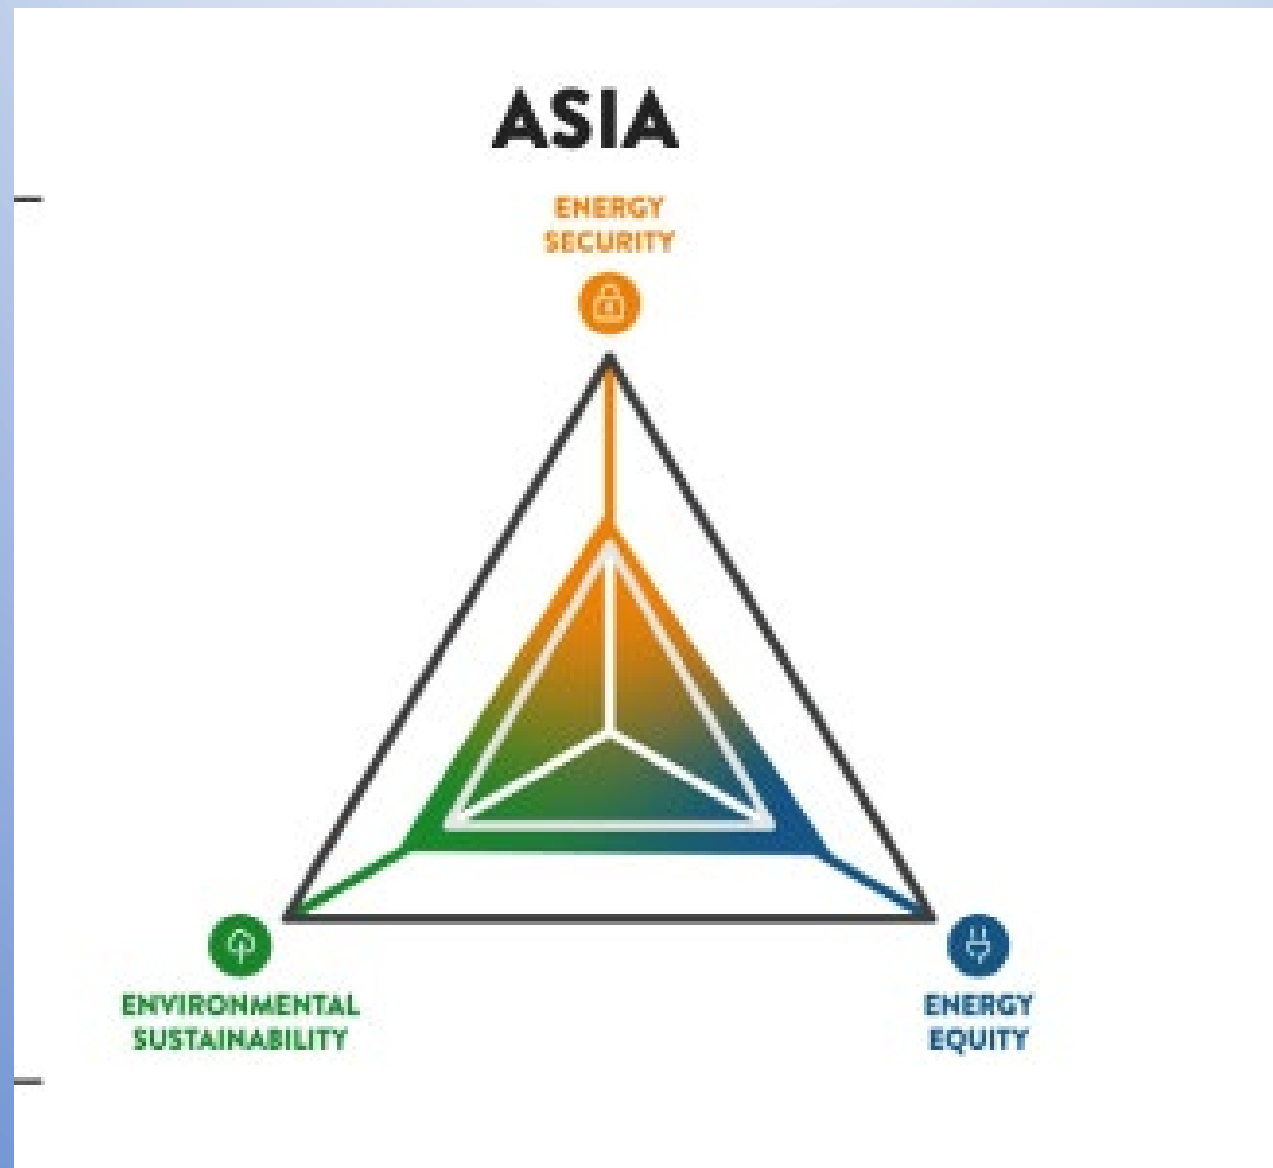 ASIA
ENERGY
SECURITY
ENVIRONMENTAL
SUSTAINABILITY
ENERGY
EQUITY